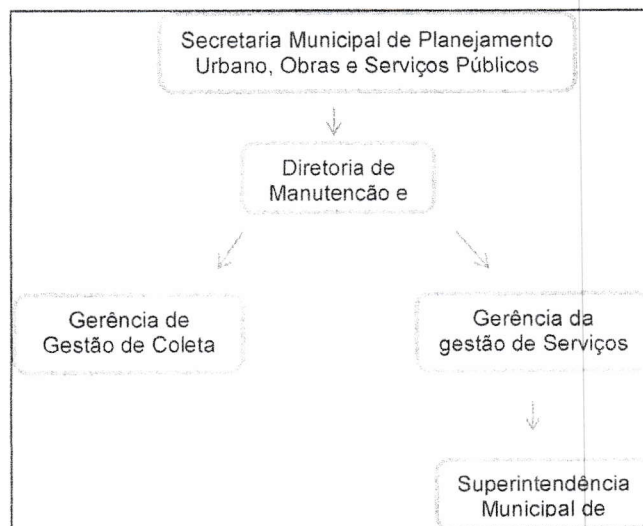 Secretaria Municipal de Planejamento
Urbano, Obras e Serviços Públicos
Diretoria de
Manutencão e
Gerência de
Gestão de Coleta
Gerência da
gestão de Serviços
Superintendência
Municipal de